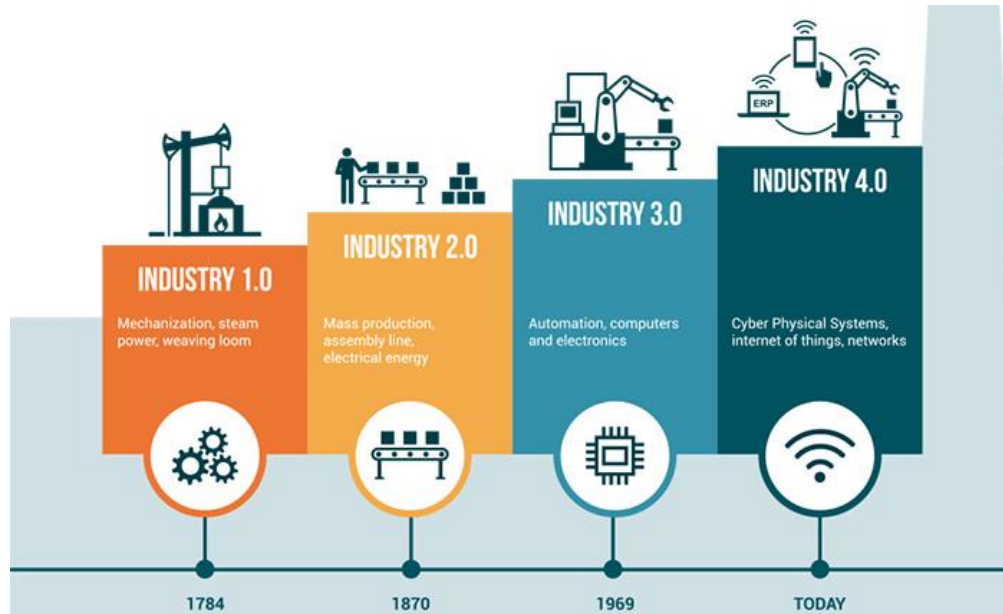 ERP
INDUSTRY 1.0
Mechanization, steam
power, weaving loom
INDUSTRY 2.0
Mass production,
assembly line,
electrical energy
INDUSTRY 3.0
Automation, computers
and electronics
INDUSTRY 4.0
Cyber Physical Systems,
internet of things, networks
1784
1870
1969
TODAY